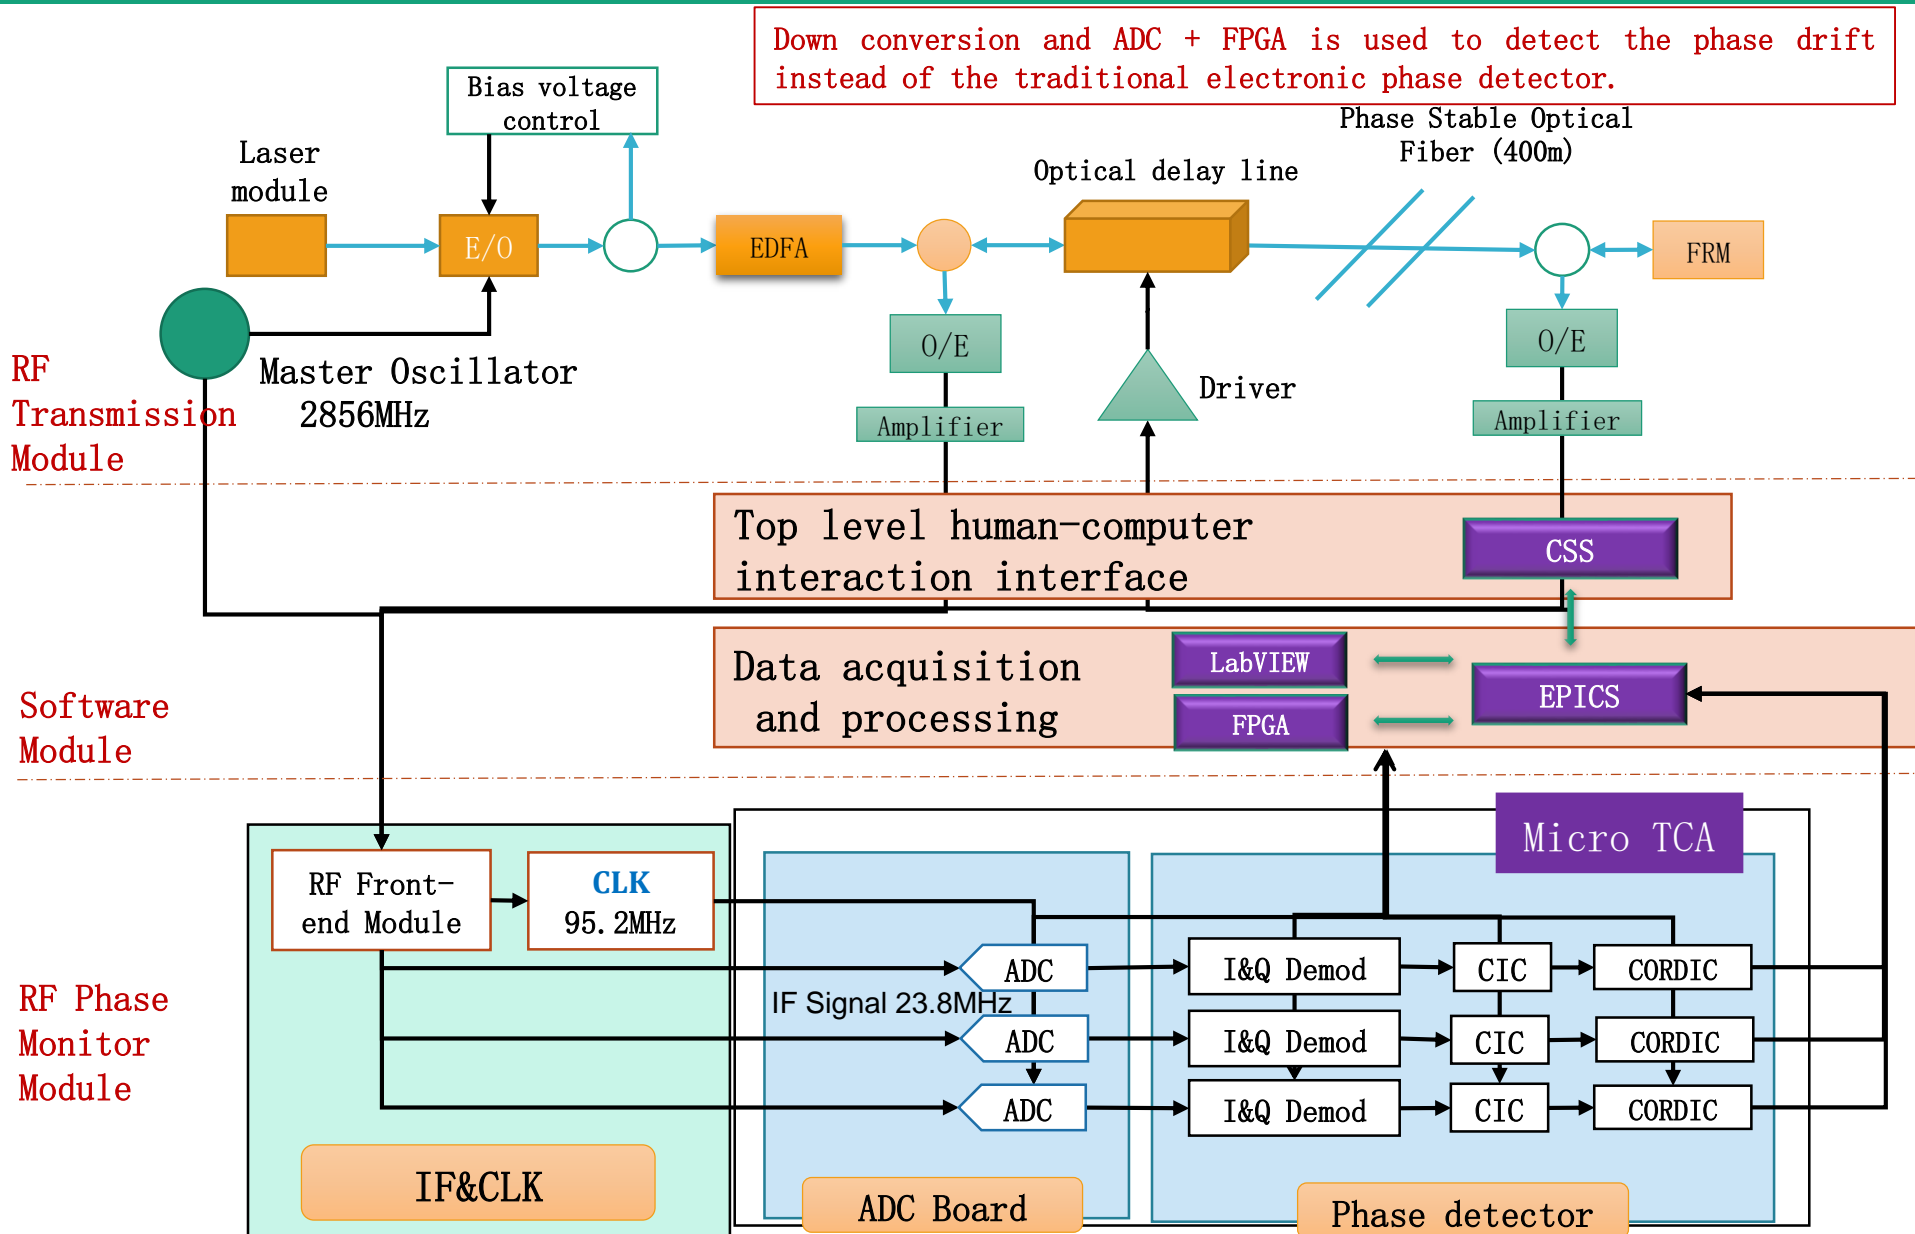 Down conversion and ADC + FPGA is used to detect the phase drift
instead of the traditional electronic phase detector.
Bias voltage
control
Phase Stable Optical
Fiber (400m)
Laser
module
Optical delay line
E/O
EDFA
FRM
O/E
O/E
RF
Transmission
Module
Master Oscillator
2856MHz
Driver
Amplifier
Amplifier
Top level human-computer
interaction interface
CSS
Software
Module
Data acquisition
and processing
LabVIEW
FPGA
EPICS
Micro TCA
RF Front-
end Module
CLK
95.2MHz
RF Phase
Monitor
Module
ADC
I&Q Demod
CIC
CORDIC
IF Signal 23.8MHz
ADC
I&Q Demod
CIC
CORDIC
ADC
I&Q Demod
CIC
CORDIC
IF&CLK
ADC Board
Phase detector